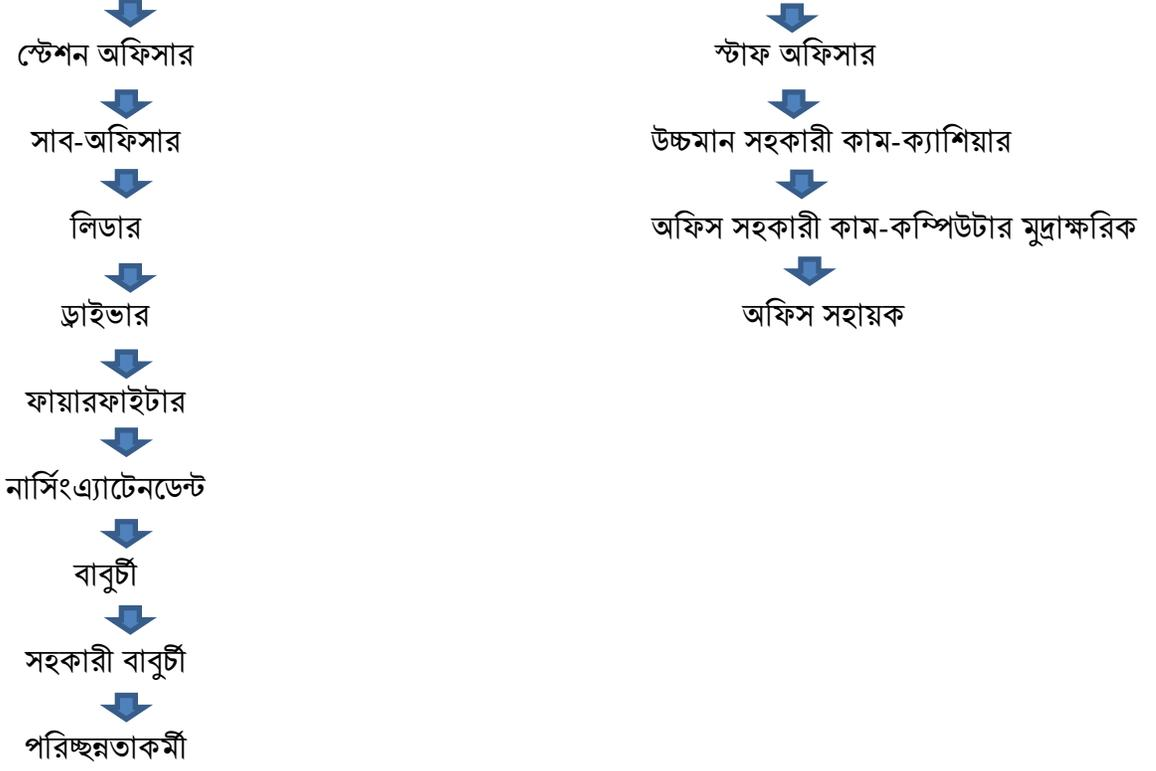 স্টেশন অফিসার
সাব-অফিসার
লিডার
ড্রাইভার
ফায়ারফাইটার
নার্সিংএ্যাটেনডেন্ট
বাবুর্চী
সহকারী বাবুর্চী
পরিচ্ছন্নতাকর্মী
স্টাফ অফিসার
উচ্চমান সহকারী কাম-ক্যাশিয়ার
অফিস সহকারী কাম-কম্পিউটার মুদ্রাক্ষরিক
অফিস সহায়ক